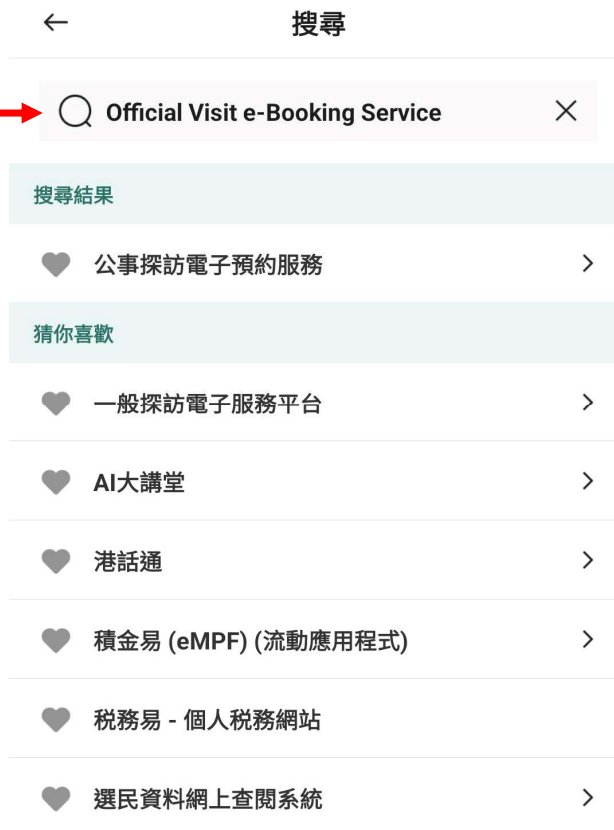 搜尋
Official Visit e-Booking Service
搜尋結果
公事探訪電子預約服務
猜你喜歡
一般探訪電子服務平台
AI大講堂
港話通
積金易 (eMPF) (流動應用程式)
税務易 - 個人税務網站
選民資料網上查閱系統